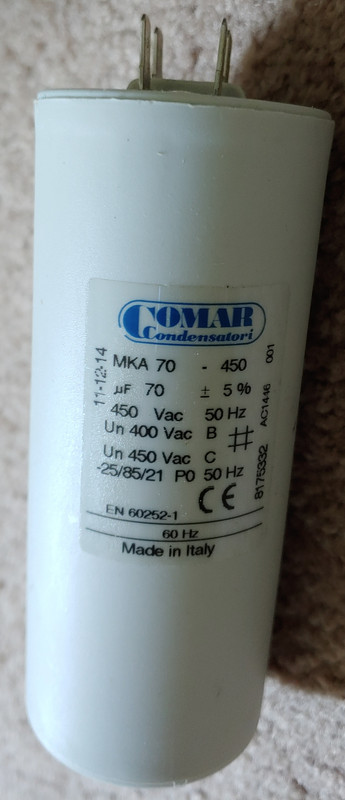 COMAR
Condensatori
MKA 70 - 450
µF 70 ± 5 %
450 Vac 50 Hz
Un 400 Vac B
Un 450 Vac C
-25/85/21 P0 50 Hz
CE
EN 60252-1
60 Hz
Made in Italy
11-12-14
8175332 AC1446 001